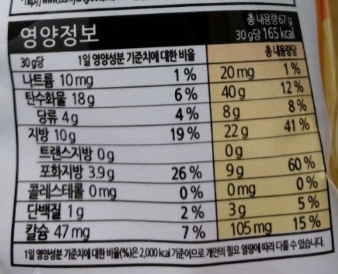 영양정보
총 내용량 67 g
30 g당 165 kcal
30 g당 1일 영양성분 기준치에 대한 비율 총 내용량당
나트륨 10 mg 1 % 20 mg 1 %
탄수화물 18 g 6 % 40 g 12 %
당류 4 g 4 % 8 g 8 %
지방 10 g 19 % 22 g 41 %
트랜스지방 0 g 0 g
포화지방 3.9 g 26 % 9 g 60 %
콜레스테롤 0 mg 0 % 0 mg 0 %
단백질 1 g 2 % 3 g 5 %
칼슘 47 mg 7 % 105 mg 15 %
1일 영양성분 기준치에 대한 비율(%)은 2,000 kcal 기준이므로 개인의 필요 열량에 따라 다를 수 있습니다.